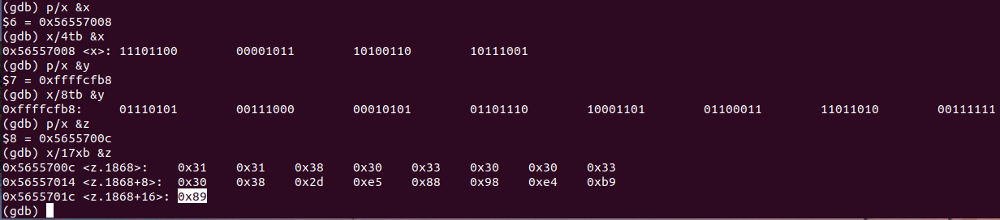 (gdb) p/x &x
$6 = 0x56557008
(gdb) x/4tb &x
0x56557008 <x>: 11101100 00001011 10100110 10111001
(gdb) p/x &y
$7 = 0xffffcfb8
(gdb) x/8tb &y
0xffffcfb8: 01110101 00111000 00010101 01101110 10001101 01100011 11011010 00111111
(gdb) p/x &z
$8 = 0x5655700c
(gdb) x/17xb &z
0x5655700c <z.1868>: 0x31 0x31 0x38 0x30 0x33 0x30 0x30 0x33
0x56557014 <z.1868+8>: 0x30 0x38 0x2d 0xe5 0x88 0x98 0xe4 0xb9
0x5655701c <z.1868+16>: 0x89
(gdb)